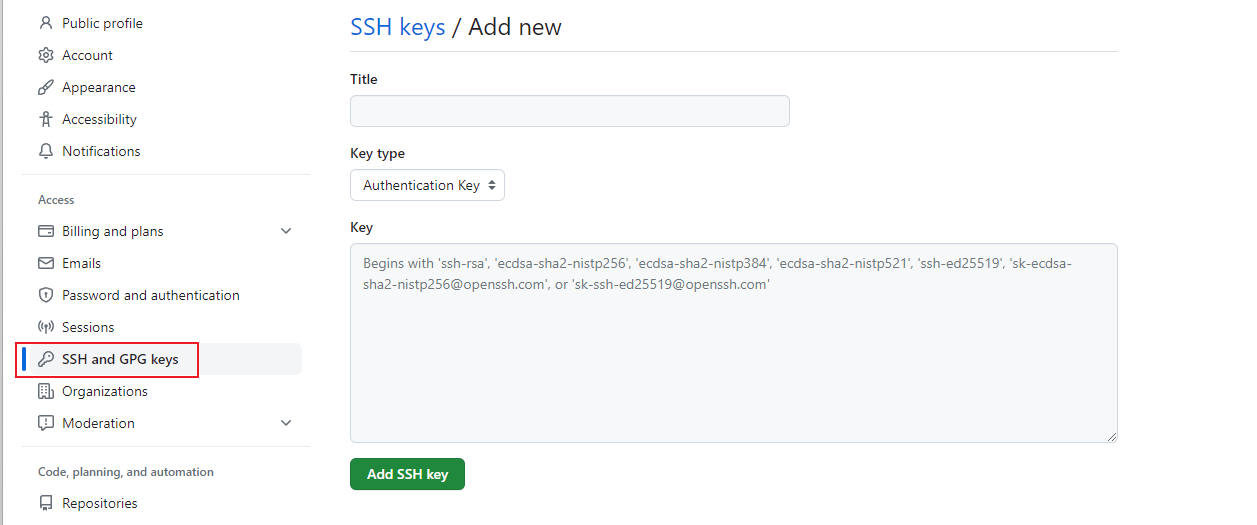 Public profile
Account
Appearance
Accessibility
Notifications
Access
Billing and plans
Emails
Password and authentication
Sessions
SSH and GPG keys
Organizations
Moderation
Code, planning, and automation
Repositories
SSH keys / Add new
Title
Key type
Authentication Key
Key
Begins with 'ssh-rsa', 'ecdsa-sha2-nistp256', 'ecdsa-sha2-nistp384', 'ecdsa-sha2-nistp521', 'ssh-ed25519', 'sk-ecdsa-
sha2-nistp256@openssh.com', or 'sk-ssh-ed25519@openssh.com'
Add SSH key